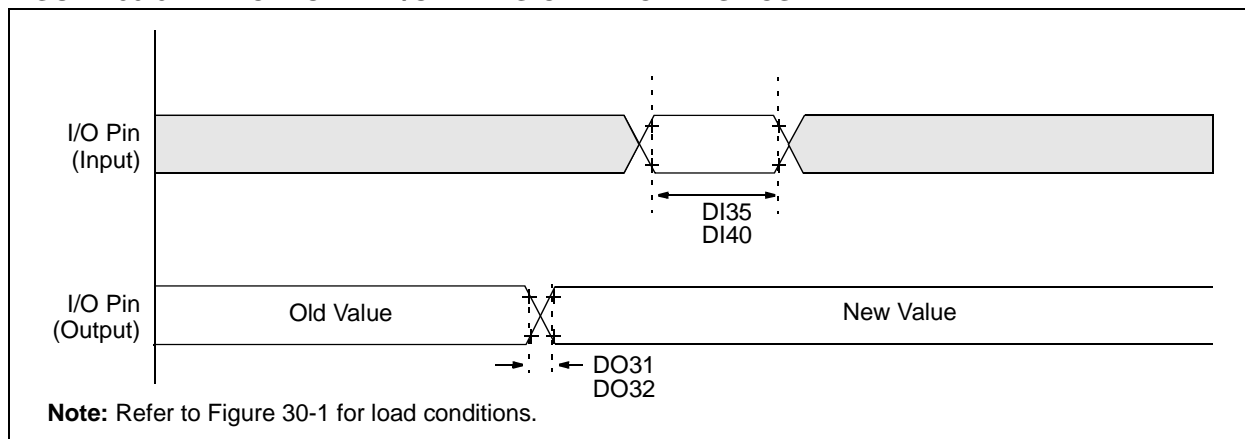 I/O Pin
(Input)
DI35
DI40
I/O Pin
(Output)
Old Value
New Value
DO31
DO32
Note: Refer to Figure 30-1 for load conditions.